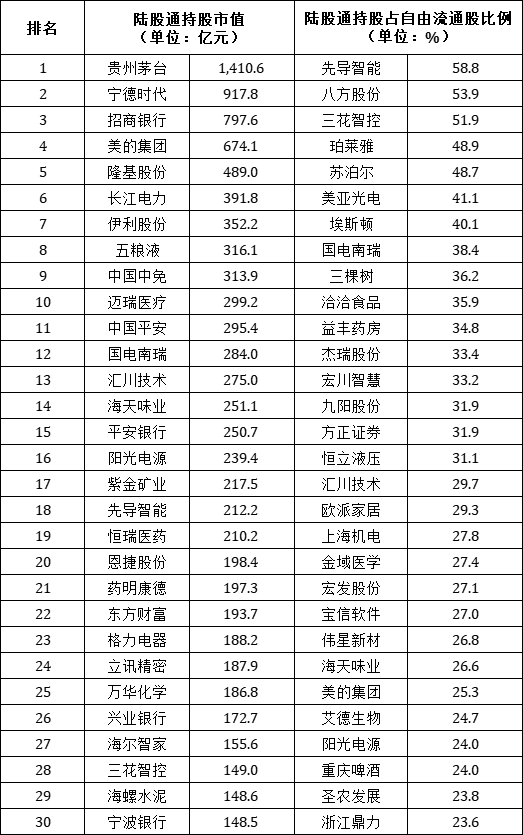 排名 陆股通持股市值（单位：亿元） 陆股通持股占自由流通股比例（单位：%）
1 贵州茅台 1,410.6 先导智能 58.8
2 宁德时代 917.8 八方股份 53.9
3 招商银行 797.6 三花智控 51.9
4 美的集团 674.1 珀莱雅 48.9
5 隆基股份 489.0 苏泊尔 48.7
6 长江电力 391.8 美亚光电 41.1
7 伊利股份 352.2 埃斯顿 40.1
8 五粮液 316.1 国电南瑞 38.4
9 中国中免 313.9 三棵树 36.2
10 迈瑞医疗 299.2 洽洽食品 35.9
11 中国平安 295.4 益丰药房 34.8
12 国电南瑞 284.0 杰瑞股份 33.4
13 汇川技术 275.0 宏川智慧 33.2
14 海天味业 251.1 九阳股份 31.9
15 平安银行 250.7 方正证券 31.9
16 阳光电源 239.4 恒立液压 31.1
17 紫金矿业 217.5 汇川技术 29.7
18 先导智能 212.2 欧派家居 29.3
19 恒瑞医药 210.2 上海机电 27.8
20 恩捷股份 198.4 金域医学 27.4
21 药明康德 197.3 宏发股份 27.1
22 东方财富 193.7 宝信软件 27.0
23 格力电器 188.2 伟星新材 26.8
24 立讯精密 187.9 海天味业 26.6
25 万华化学 186.8 美的集团 25.3
26 兴业银行 172.7 艾德生物 24.7
27 海尔智家 155.6 阳光电源 24.0
28 三花智控 149.0 重庆啤酒 24.0
29 海螺水泥 148.6 圣农发展 23.8
30 宁波银行 148.5 浙江鼎力 23.6